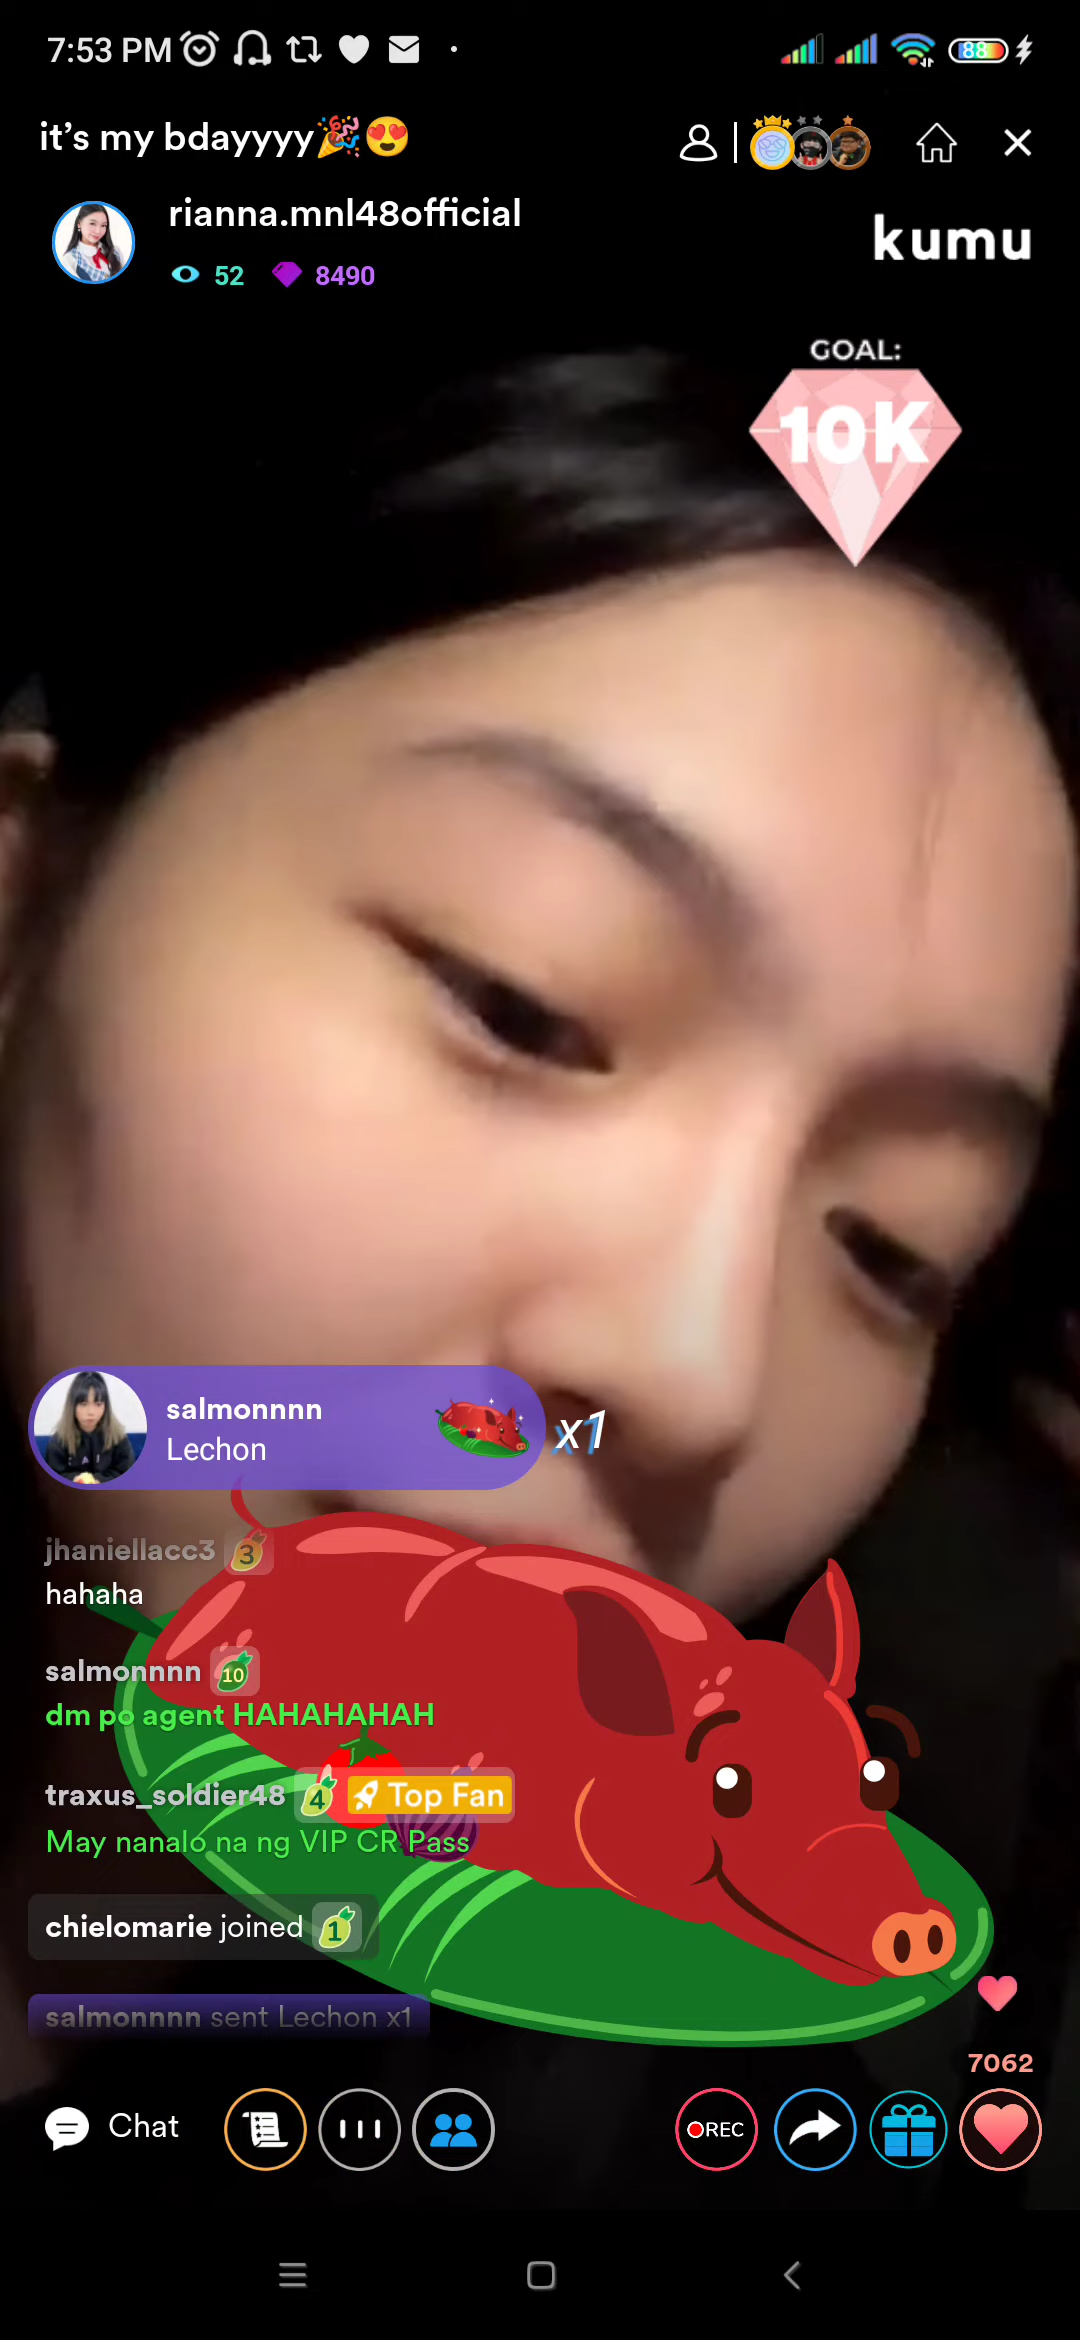 7:53 PM
88
it's my bdayyyy🎉😍
rianna.mnl48official
52 8490
kumu
GOAL:
10K
salmonnnn
Lechon
x1
jhaniellacc3 3
hahaha
salmonnnn 10
dm po agent HAHAHAHAH
traxus_soldier48 4 Top Fan
May nanalo na ng VIP CR Pass
chielomarie joined 1
salmonnnn sent Lechon x1
7062
Chat
REC